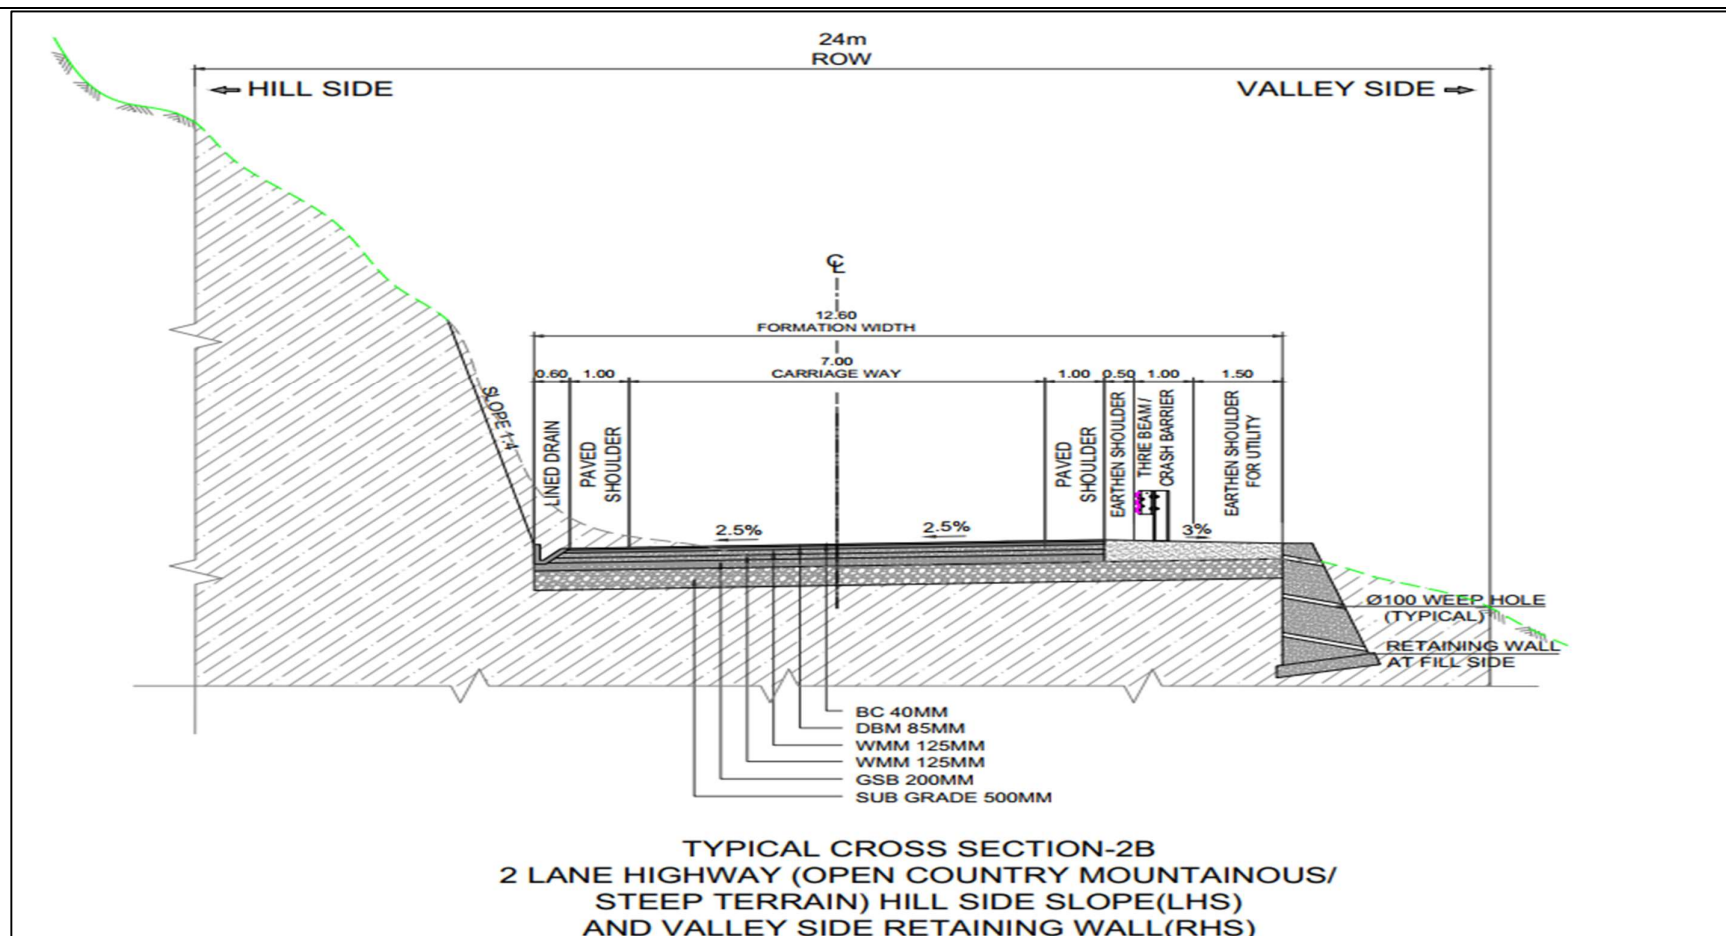 24m
ROW
HILL SIDE
VALLEY SIDE
C
L
12.60
FORMATION WIDTH
7.00
0.60 1.00 CARRIAGE WAY 1.00 0.50 1.00 1.50
SLOPE 1:4
LINED DRAIN
PAVED
SHOULDER
PAVED
SHOULDER
EARTHEN SHOULDER
THRIE BEAM/
CRASH BARRIER
EARTHEN SHOULDER
FOR UTILITY
2.5%
2.5%
3%
Ø100 WEEP HOLE
(TYPICAL)
RETAINING WALL
AT FILL SIDE
BC 40MM
DBM 85MM
WMM 125MM
WMM 125MM
GSB 200MM
SUB GRADE 500MM
TYPICAL CROSS SECTION-2B
2 LANE HIGHWAY (OPEN COUNTRY MOUNTAINOUS/
STEEP TERRAIN) HILL SIDE SLOPE(LHS)
AND VALLEY SIDE RETAINING WALL(RHS)